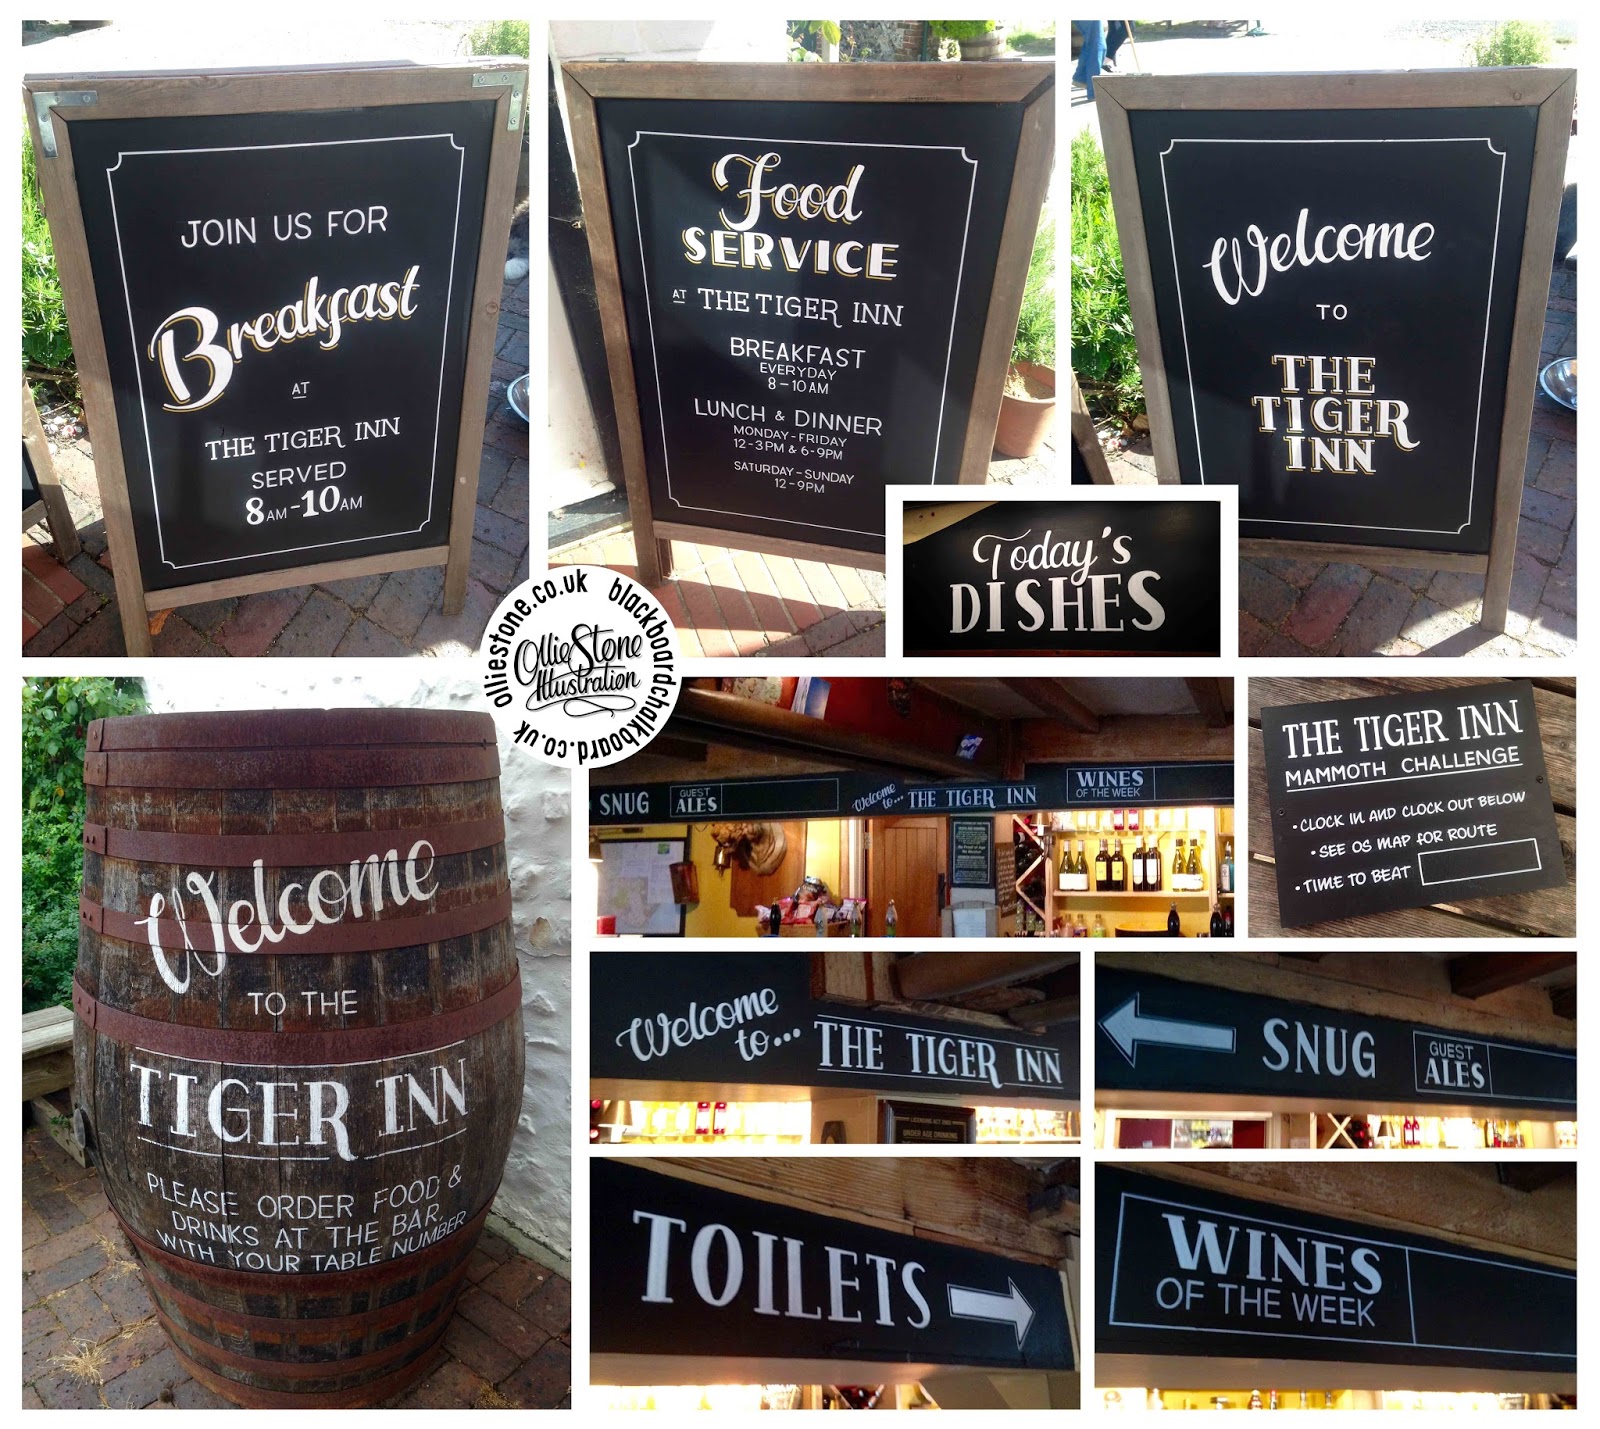 JOIN US FOR
Breakfast
AT
THE TIGER INN
SERVED
8AM-10AM
Food
SERVICE
AT THE TIGER INN
BREAKFAST
EVERYDAY
8-10AM
LUNCH & DINNER
MONDAY-FRIDAY
12-3PM & 6-9PM
SATURDAY-SUNDAY
12-9PM
Welcome
TO
THE
TIGER
INN
Today's
DISHES
olliestone.co.uk blackboardchalkboard.co.uk
Ollie Stone
Illustration
Welcome
TO THE
TIGER INN
PLEASE ORDER FOOD &
DRINKS AT THE BAR,
WITH YOUR TABLE NUMBER
SNUG
GUEST
ALES
Welcome
to...
THE TIGER INN
WINES
OF THE WEEK
THE TIGER INN
MAMMOTH CHALLENGE
• CLOCK IN AND CLOCK OUT BELOW
• SEE OS MAP FOR ROUTE
• TIME TO BEAT
Welcome
to...
THE TIGER INN
UNDER AGE DRINKING
SNUG
GUEST
ALES
TOILETS
WINES
OF THE WEEK